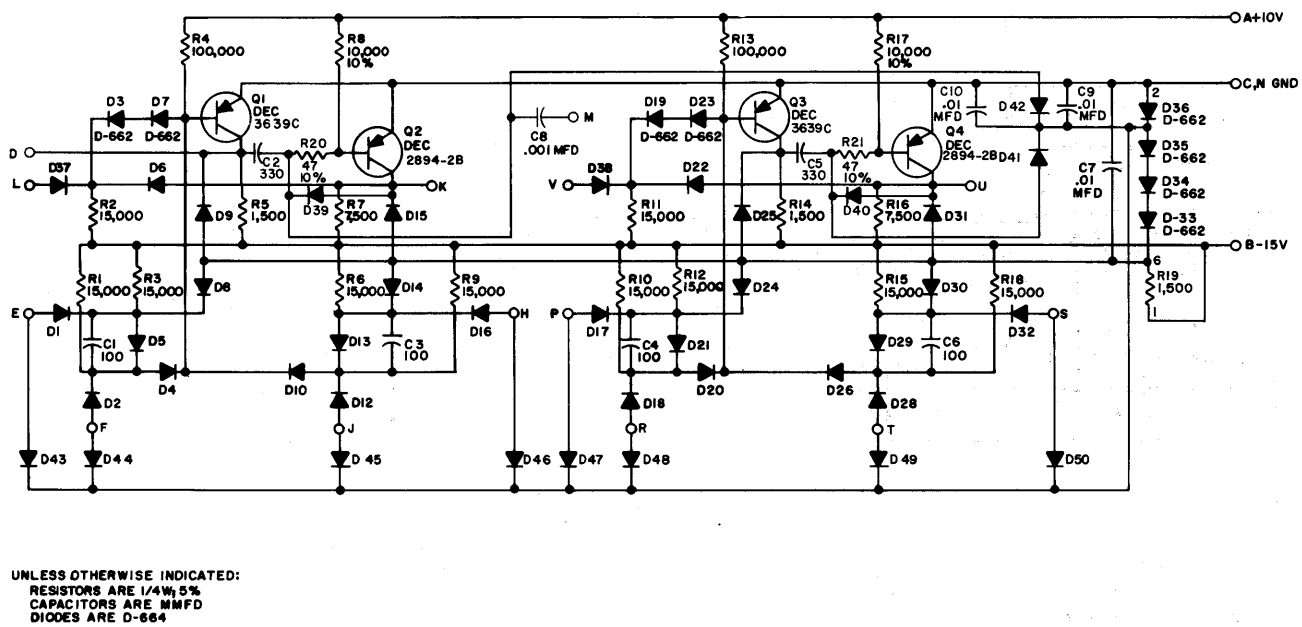 A+10V
R4
100,000
R8
10,000
10%
R13
100,000
R17
10,000
10%
C,N GND
D3
D-662
D7
D-662
Q1
DEC
3639C
Q2
DEC
2894-2B
C8
.001 MFD
M
D19
D-662
D23
D-662
Q3
DEC
3639C
Q4
DEC
2894-2B
C10
.01
MFD
D42
C9
.01
MFD
2
D36
D-662
D35
D-662
D34
D-662
D-33
D-662
D41
C7
.01
MFD
D
C2
330
R20
47
10%
C5
330
R21
47
10%
L
D37
D6
K
V
D38
D22
U
R2
15,000
D9
R5
1,500
D39
R7
7,500
D15
R11
15,000
D25
R14
1,500
D40
R16
7,500
D31
B-15V
R1
15,000
R3
15,000
D8
R6
15,000
D14
R9
15,000
R10
15,000
R12
15,000
D24
R15
15,000
D30
R18
15,000
6
R19
1,500
1
E
D1
C1
100
D5
D13
C3
100
D16
H
P
D17
C4
100
D21
D29
C6
100
D32
S
D4
D10
D20
D26
D2
D12
D18
D28
F
J
R
T
D43
D44
D 45
D46
D47
D48
D49
D50
UNLESS OTHERWISE INDICATED:
RESISTORS ARE 1/4W; 5%
CAPACITORS ARE MMFD
DIODES ARE D-664